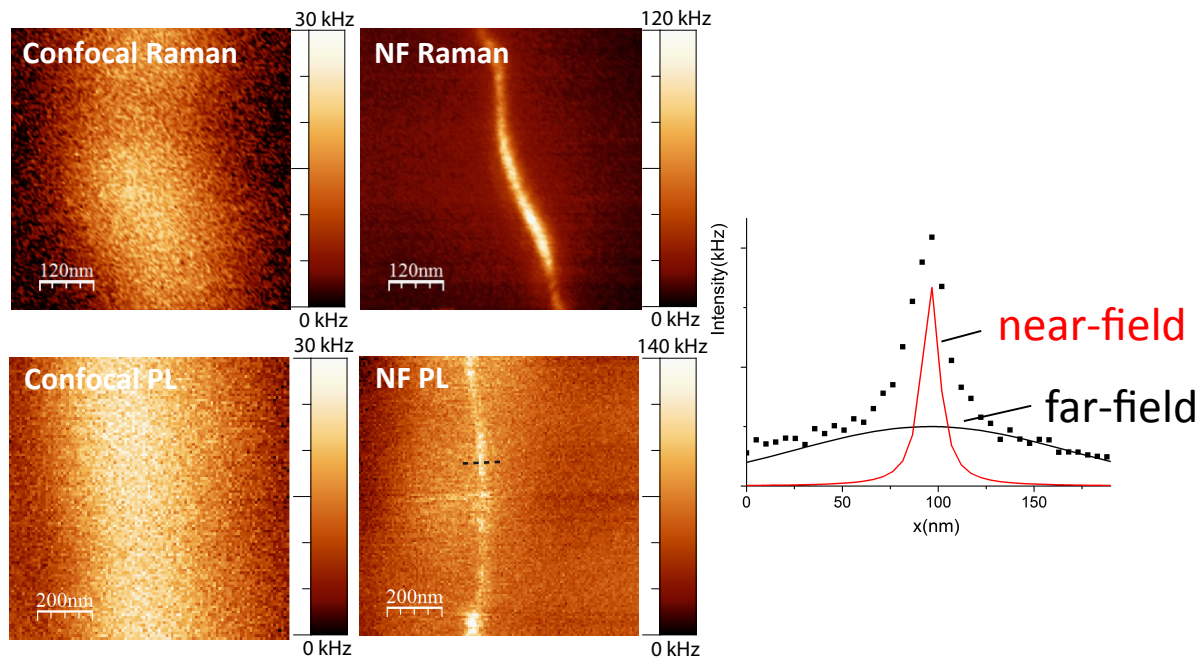 30 kHz
Confocal Raman
120nm
0 kHz
120 kHz
NF Raman
120nm
0 kHz
30 kHz
Confocal PL
200nm
0 kHz
140 kHz
NF PL
200nm
0 kHz
Intensity(kHz)
near-field
far-field
0 50 100 150
x(nm)